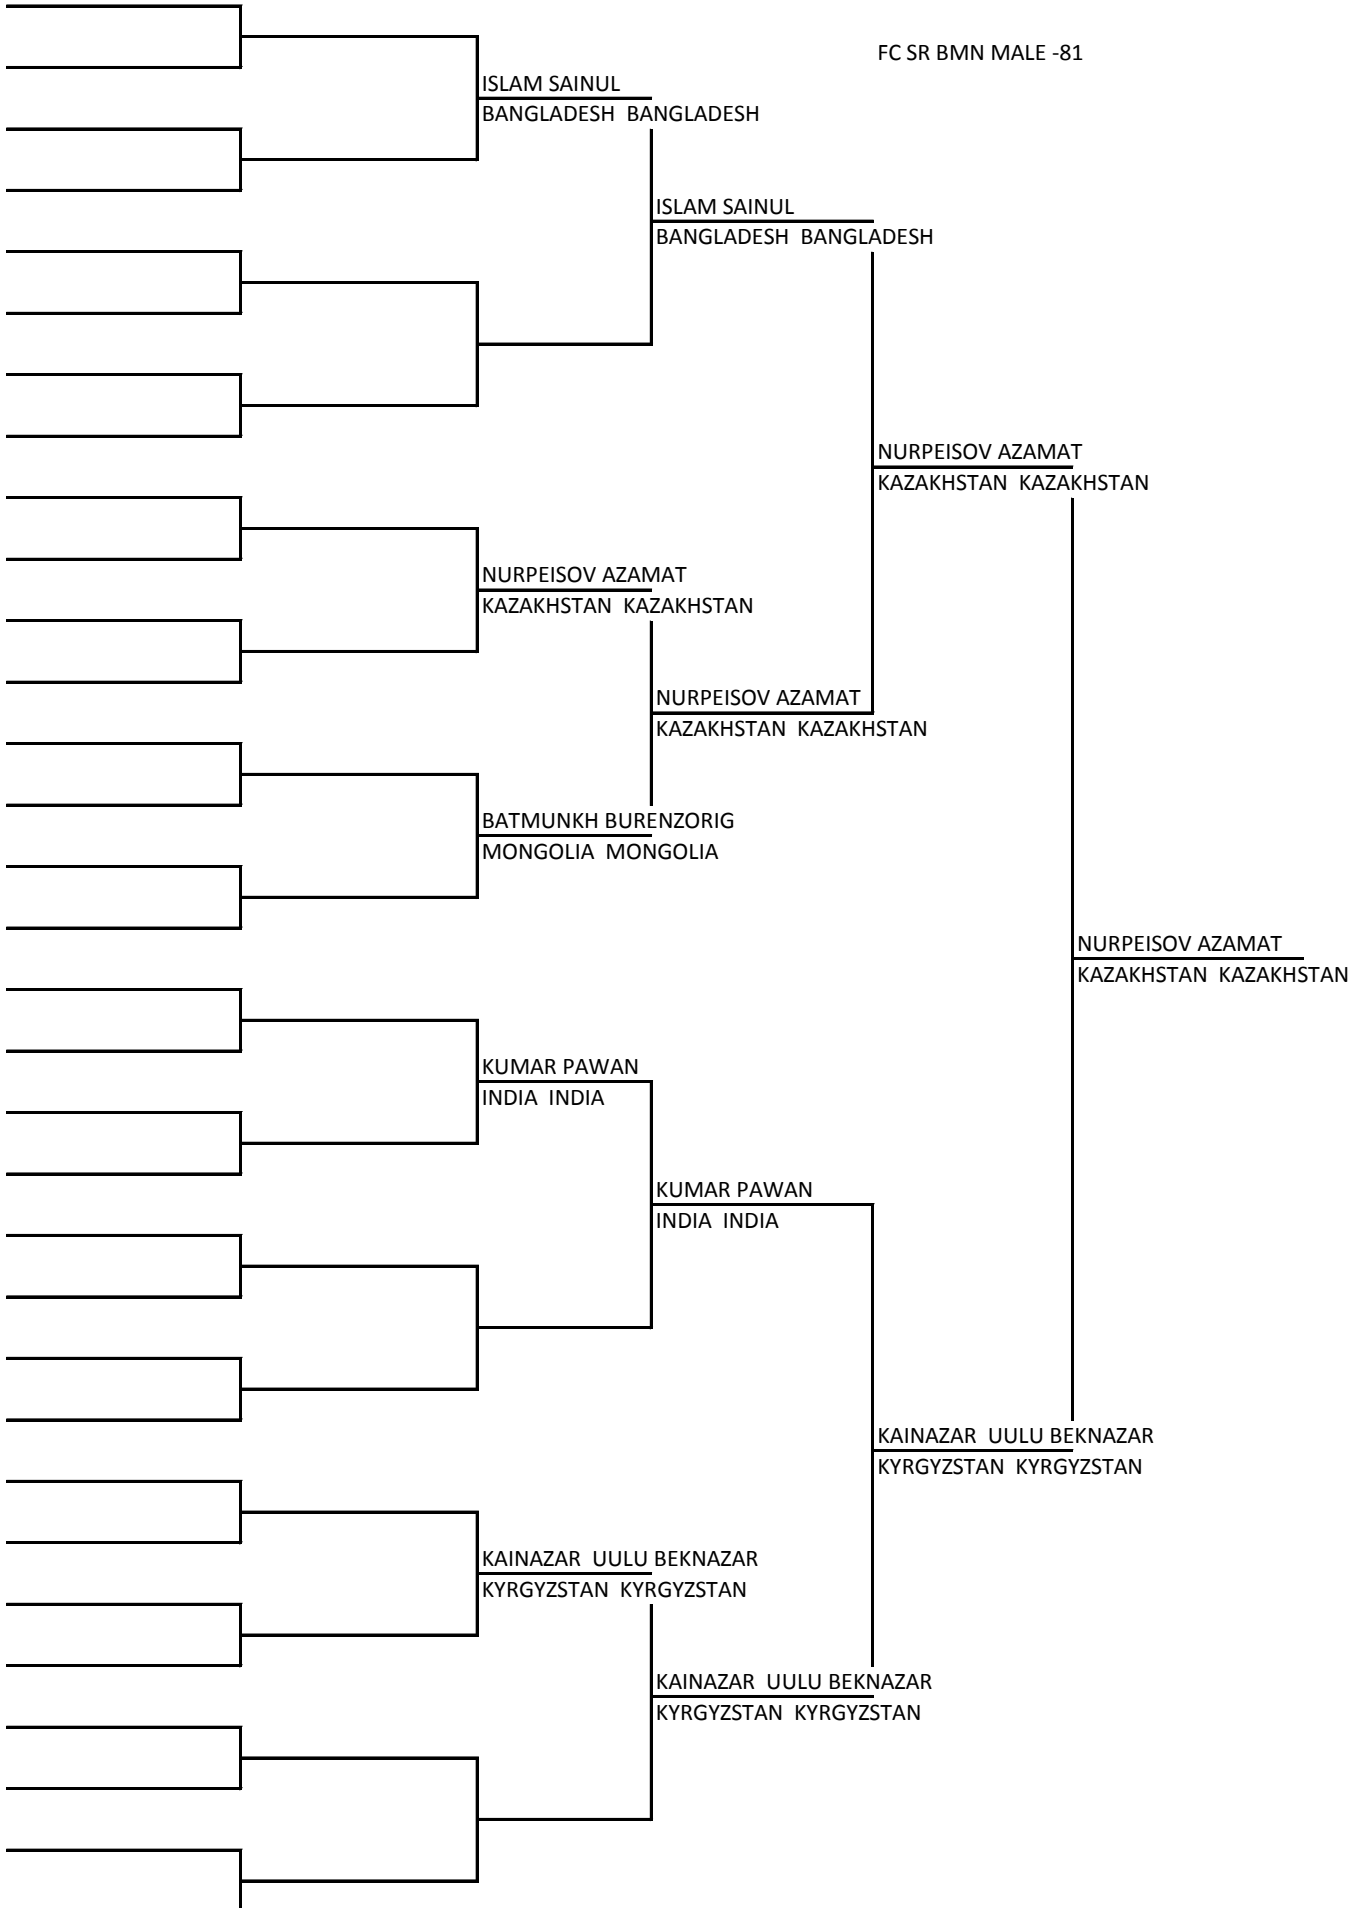 FC SR BMN MALE -81
ISLAM SAINUL
BANGLADESH  BANGLADESH
ISLAM SAINUL
BANGLADESH  BANGLADESH
NURPEISOV AZAMAT
KAZAKHSTAN  KAZAKHSTAN
NURPEISOV AZAMAT
KAZAKHSTAN  KAZAKHSTAN
NURPEISOV AZAMAT
KAZAKHSTAN  KAZAKHSTAN
BATMUNKH BURENZORIG
MONGOLIA  MONGOLIA
NURPEISOV AZAMAT
KAZAKHSTAN  KAZAKHSTAN
KUMAR PAWAN
INDIA  INDIA
KUMAR PAWAN
INDIA  INDIA
KAINAZAR  UULU BEKNAZAR
KYRGYZSTAN  KYRGYZSTAN
KAINAZAR  UULU BEKNAZAR
KYRGYZSTAN  KYRGYZSTAN
KAINAZAR  UULU BEKNAZAR
KYRGYZSTAN  KYRGYZSTAN